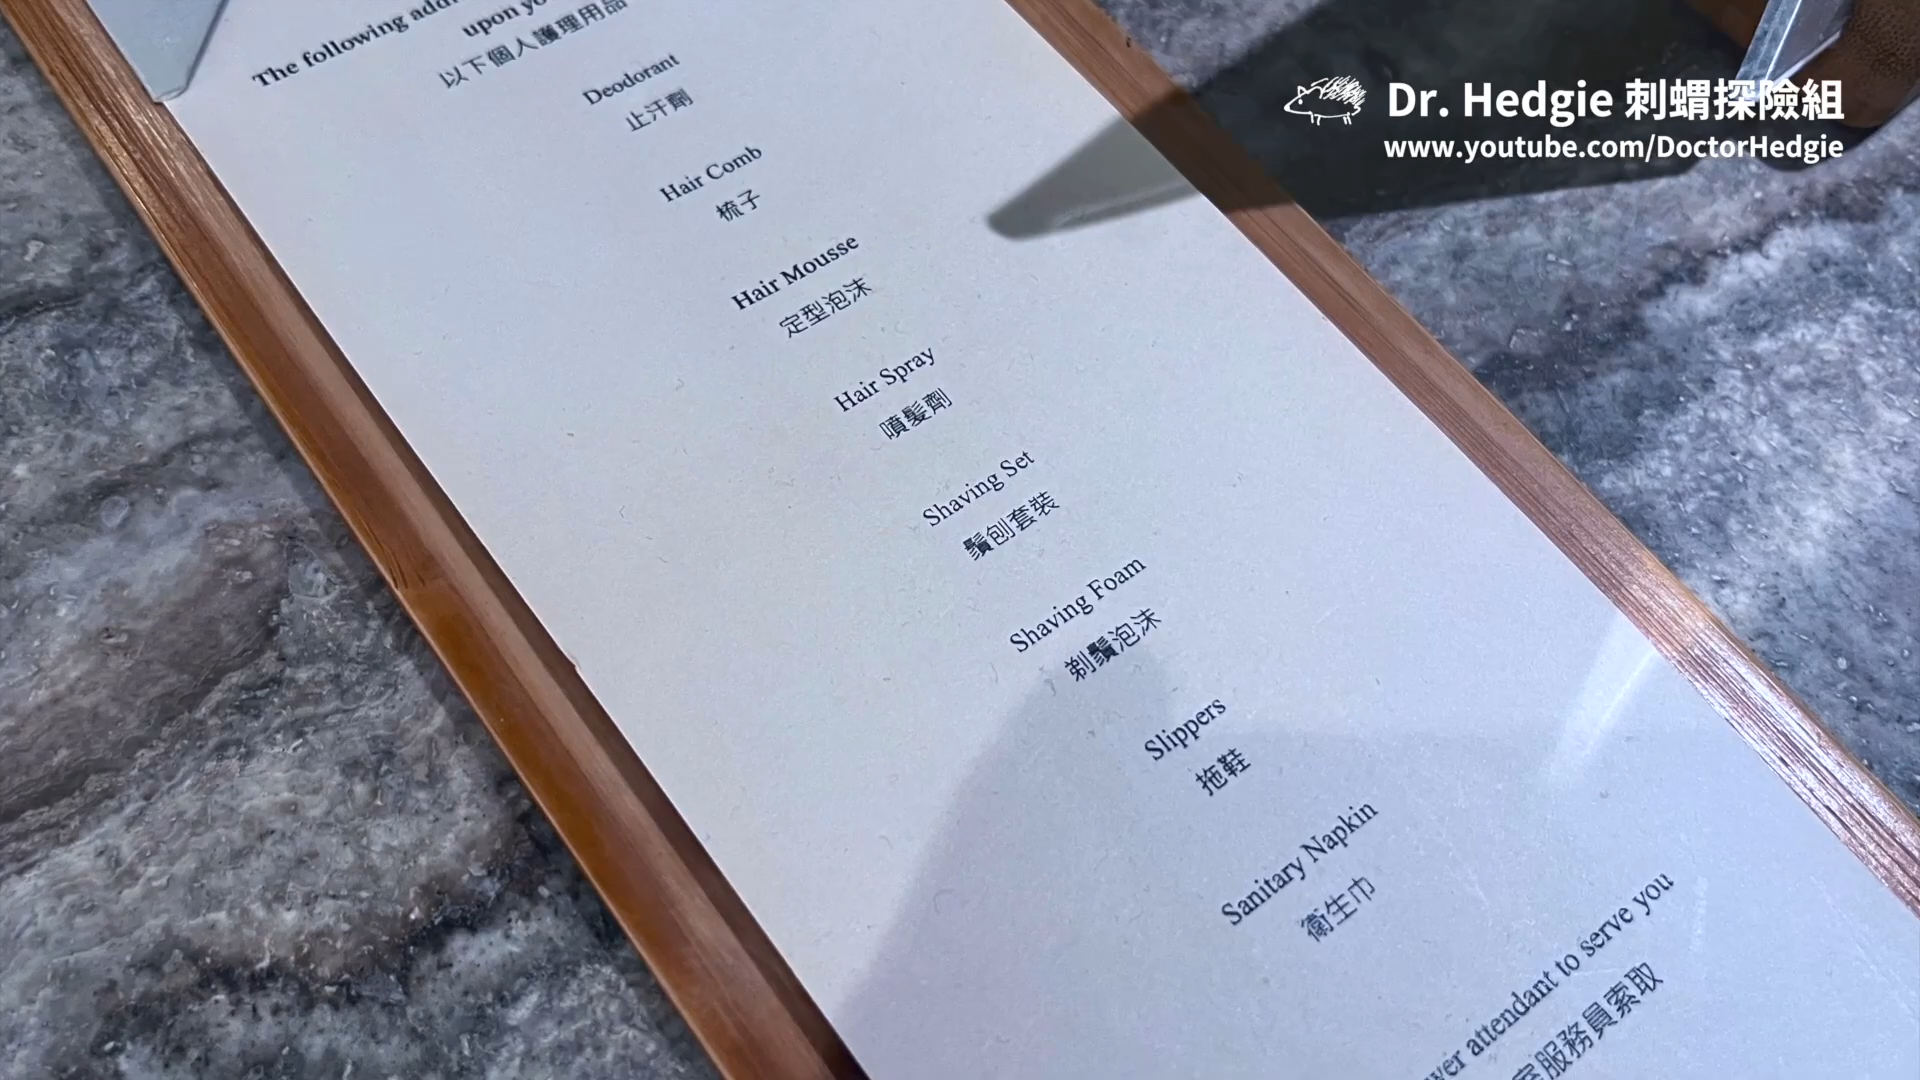 The following
upon
以下個人護理用品
Deodorant
止汗劑
Hair Comb
梳子
Hair Mousse
定型泡沫
Hair Spray
噴髮劑
Shaving Set
鬚刨套裝
Shaving Foam
剃鬚泡沫
Slippers
拖鞋
Sanitary Napkin
衞生巾
attendant to serve you
服務員索取
Dr. Hedgie 刺蝟探險組
www.youtube.com/DoctorHedgie